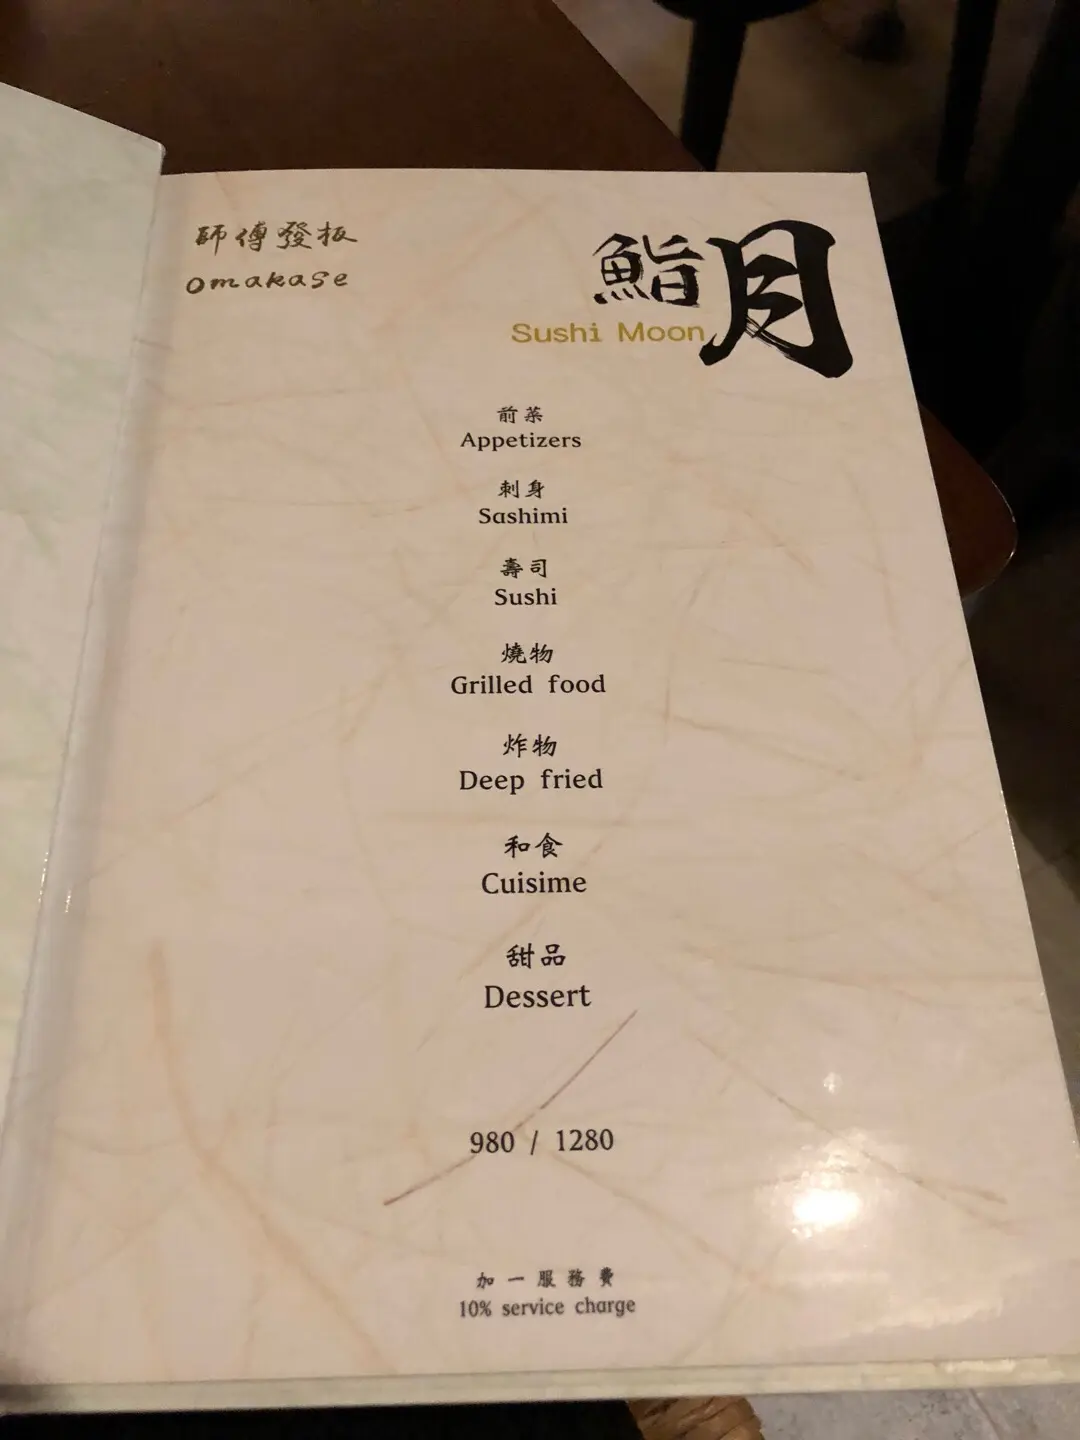 師傅發板
omakase
鮨月
Sushi Moon
前菜
Appetizers
刺身
Sashimi
壽司
Sushi
燒物
Grilled food
炸物
Deep fried
和食
Cuisime
甜品
Dessert
980 / 1280
加一服務費
10% service charge